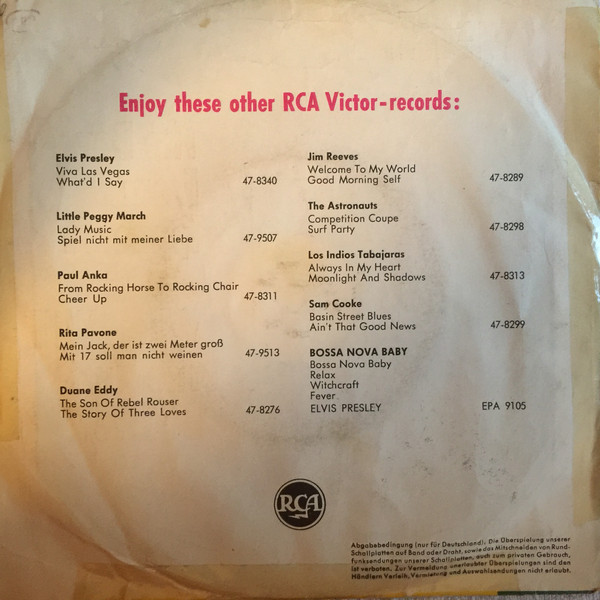 Enjoy these other RCA Victor-records:
Elvis Presley
Viva Las Vegas
What'd I Say 47-8340
Little Peggy March
Lady Music
Spiel nicht mit meiner Liebe 47-9507
Paul Anka
From Rocking Horse To Rocking Chair
Cheer Up 47-8311
Rita Pavone
Mein Jack, der ist zwei Meter groß
Mit 17 soll man nicht weinen 47-9513
Duane Eddy
The Son Of Rebel Rouser
The Story Of Three Loves 47-8276
Jim Reeves
Welcome To My World
Good Morning Self 47-8289
The Astronauts
Competition Coupe
Surf Party 47-8298
Los Indios Tabajaras
Always In My Heart
Moonlight And Shadows 47-8313
Sam Cooke
Basin Street Blues
Ain't That Good News 47-8299
BOSSA NOVA BABY
Bossa Nova Baby
Relax
Witchcraft
Fever
ELVIS PRESLEY EPA 9105
RCA
Abgabebedingung (nur für Deutschland): Die Überspielung unserer
Schallplatten auf Band oder Draht, sowie das Mitschneiden von Rund-
funksendungen unserer Schallplatten, auch zum privaten Gebrauch,
ist verboten. Zur Vermeidung unerlaubter Überspielungen sind den
Händlern Verleih, Vermietung und Auswahlsendungen nicht erlaubt.